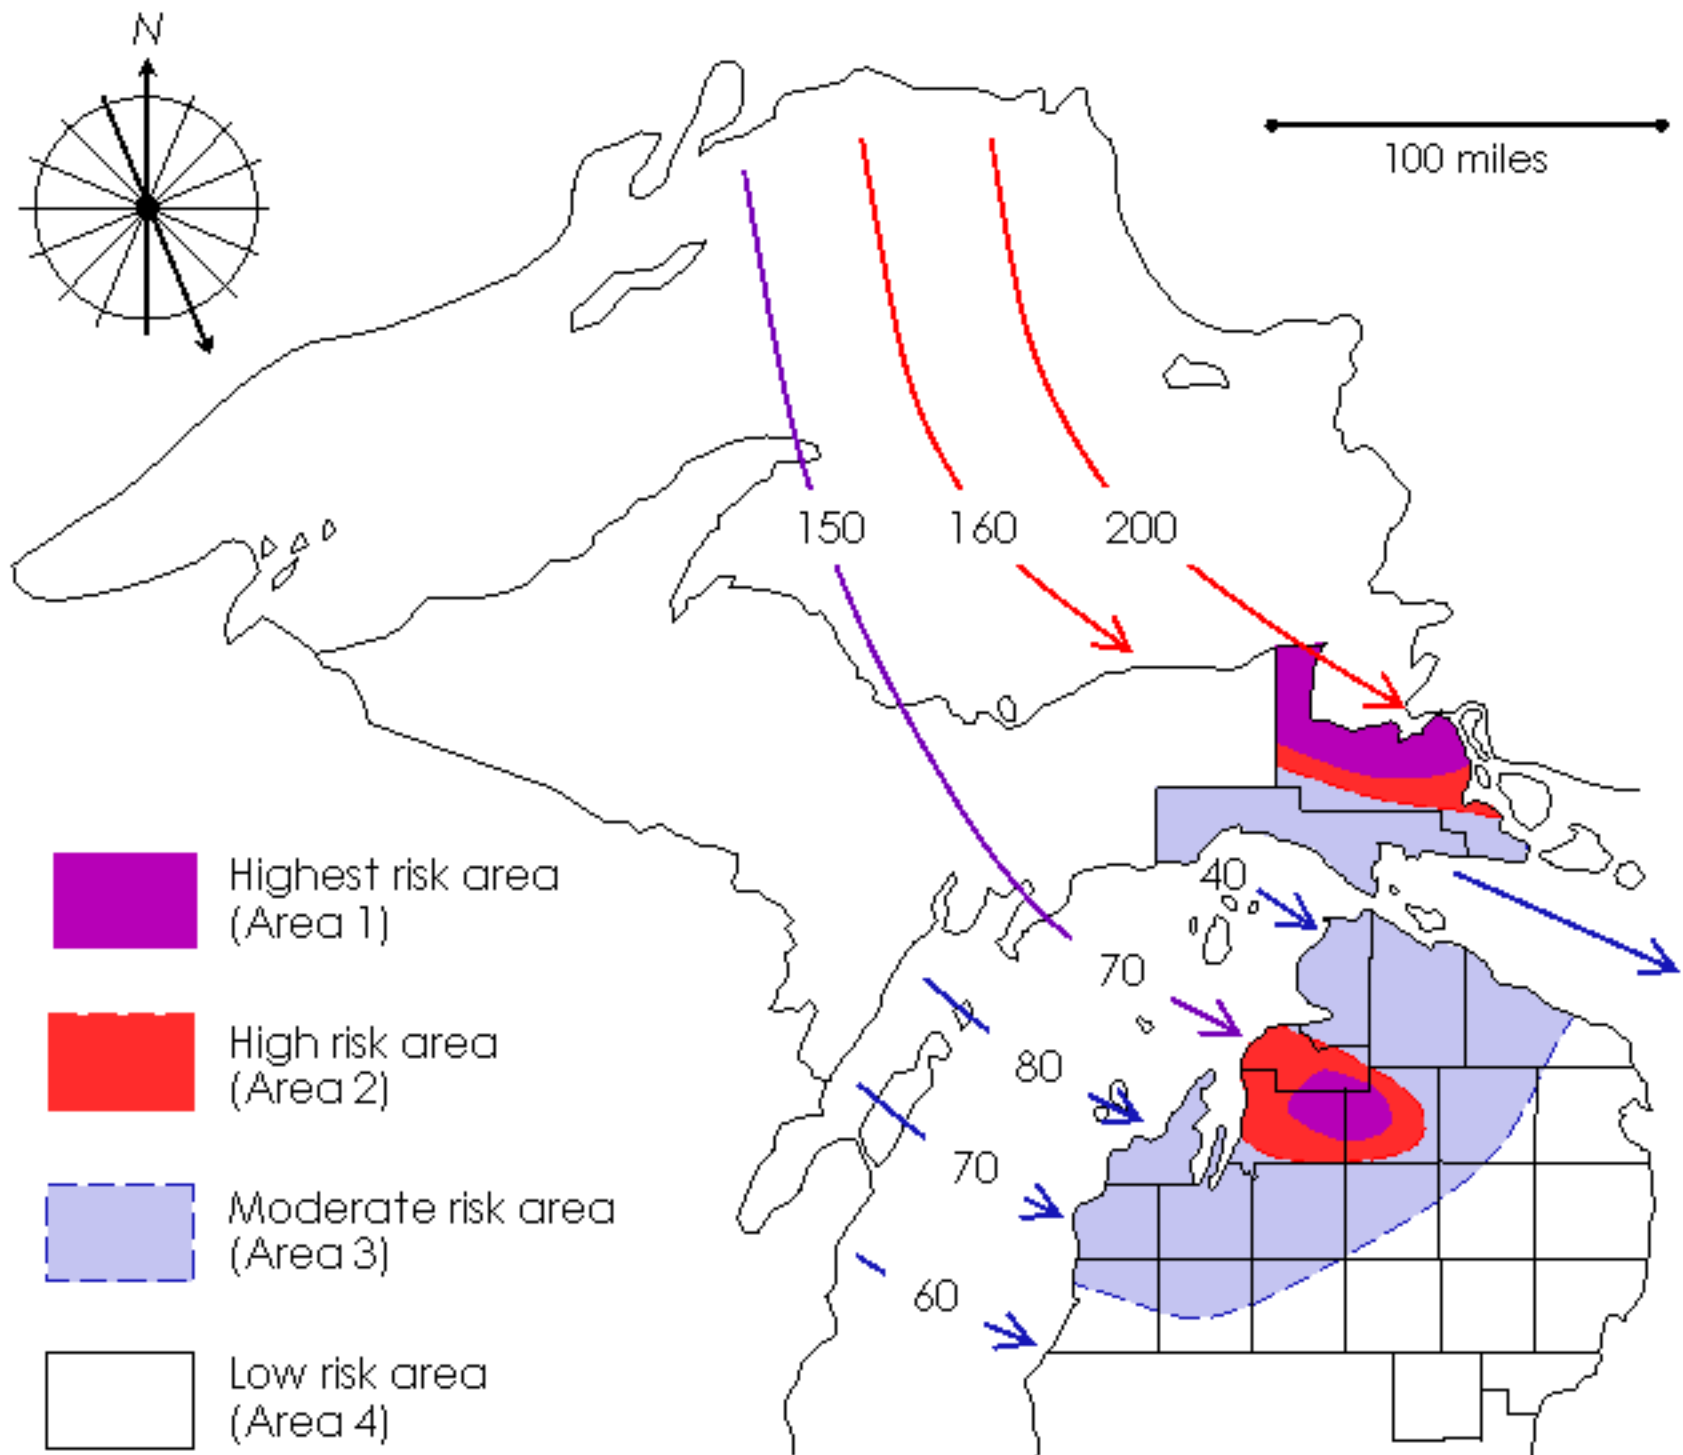 N
100 miles
150
160
200
40
70
80
70
60
Highest risk area
(Area 1)
High risk area
(Area 2)
Moderate risk area
(Area 3)
Low risk area
(Area 4)